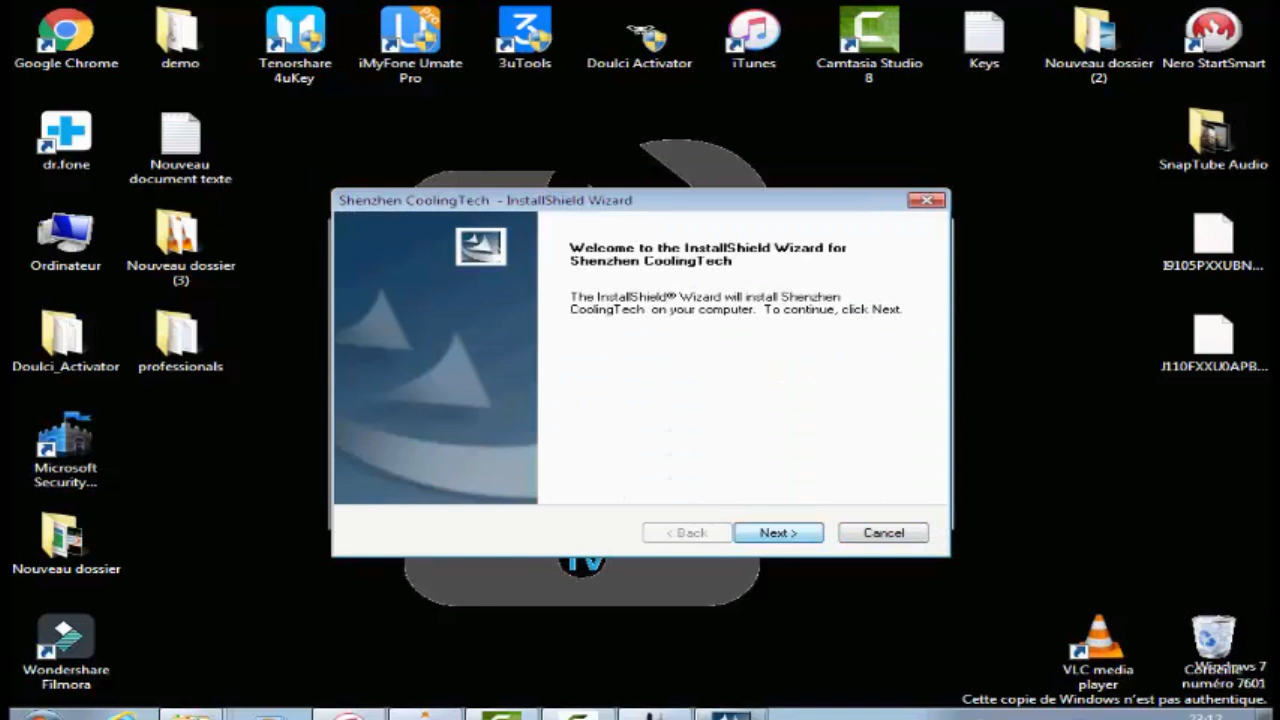 Google Chrome
demo
Tenorshare
4uKey
iMyFone Umate
Pro
Pro
3uTools
Doulci Activator
iTunes
Camtasia Studio
8
Keys
Nouveau dossier
(2)
Nero StartSmart
dr.fone
Nouveau
document texte
SnapTube Audio
Ordinateur
Nouveau dossier
(3)
I9105PXXUBN...
Doulci_Activator
professionals
J110FXXU0APB...
Microsoft
Security...
Nouveau dossier
Wondershare
Filmora
Shenzhen CoolingTech - InstallShield Wizard
Welcome to the InstallShield Wizard for
Shenzhen CoolingTech
The InstallShield® Wizard will install Shenzhen
CoolingTech on your computer. To continue, click Next.
< Back
Next >
Cancel
TV
VLC media
player
Corbeille
Windows 7
numéro 7601
Cette copie de Windows n'est pas authentique.